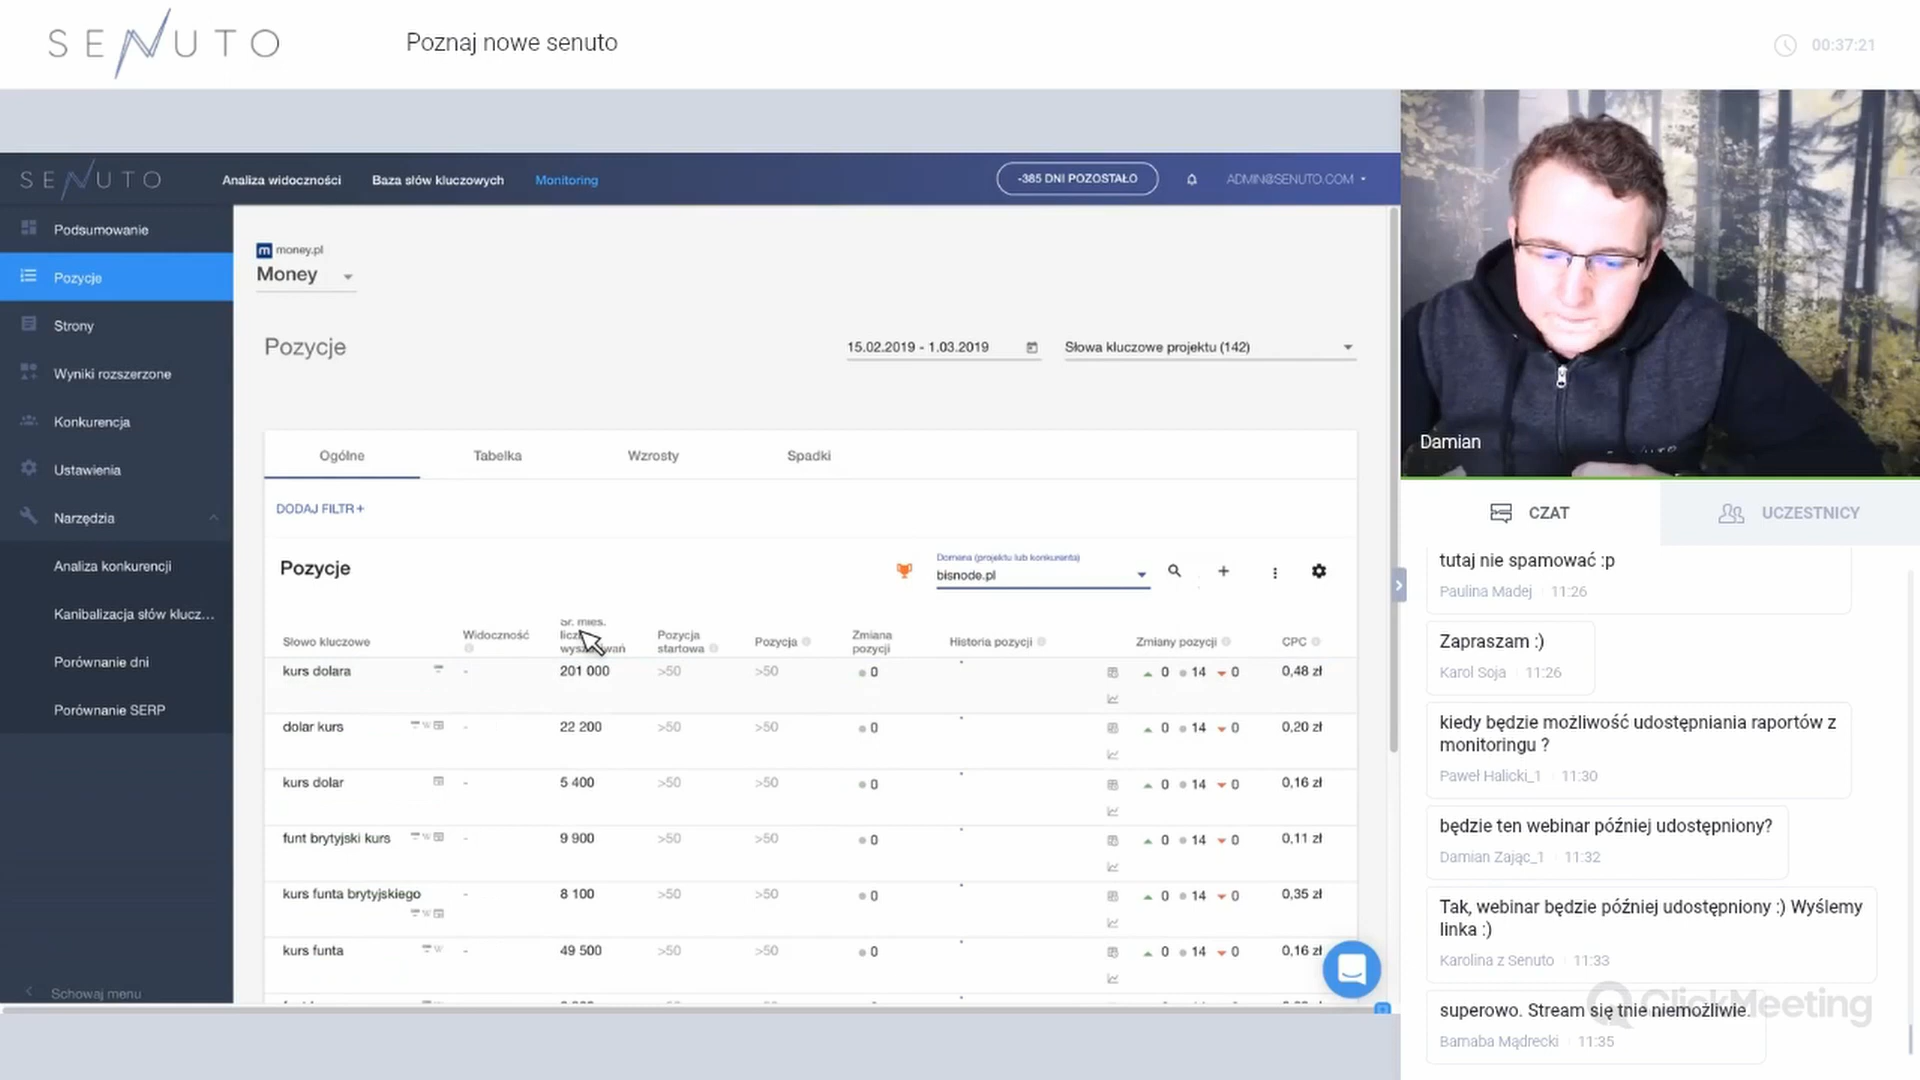 SENUTO
Poznaj nowe senuto
00:37:21
SENUTO
Analiza widoczności
Baza słów kluczowych
Monitoring
-385 DNI POZOSTAŁO
ADMIN@SENUTO.COM
Podsumowanie
Pozycje
Strony
Wyniki rozszerzone
Konkurencja
Ustawienia
Narzędzia
Analiza konkurencji
Kanibalizacja słów klucz...
Porównanie dni
Porównanie SERP
Schowaj menu
m money.pl
Money
Pozycje
15.02.2019 - 1.03.2019
Słowa kluczowe projektu (142)
Ogólne
Tabelka
Wzrosty
Spadki
DODAJ FILTR +
Pozycje
Domena (projektu lub konkurenta)
bisnode.pl
Słowo kluczowe
Widoczność
Śr. mies.
Pozycja startowa
Pozycja
Zmiana pozycji
Historia pozycji
Zmiany pozycji
CPC
kurs dolara - 201 000 >50 >50 0 0 14 0 0,48 zł
dolar kurs - 22 200 >50 >50 0 0 14 0 0,20 zł
kurs dolar - 5 400 >50 >50 0 0 14 0 0,16 zł
funt brytyjski kurs - 9 900 >50 >50 0 0 14 0 0,11 zł
kurs funta brytyjskiego - 8 100 >50 >50 0 0 14 0 0,35 zł
kurs funta - 49 500 >50 >50 0 0 14 0 0,16 zł
Damian
CZAT
UCZESTNICY
tutaj nie spamować :p
Paulina Madej 11:26
Zapraszam :)
Karol Soja 11:26
kiedy będzie możliwość udostępniania raportów z
monitoringu ?
Paweł Halicki_1 11:30
będzie ten webinar później udostępniony?
Damian Zając_1 11:32
Tak, webinar będzie później udostępniony :) Wyślemy
linka :)
Karolina z Senuto 11:33
superowo. Stream się tnie niemożliwie.
Barnaba Mądrecki 11:35
ClickMeeting